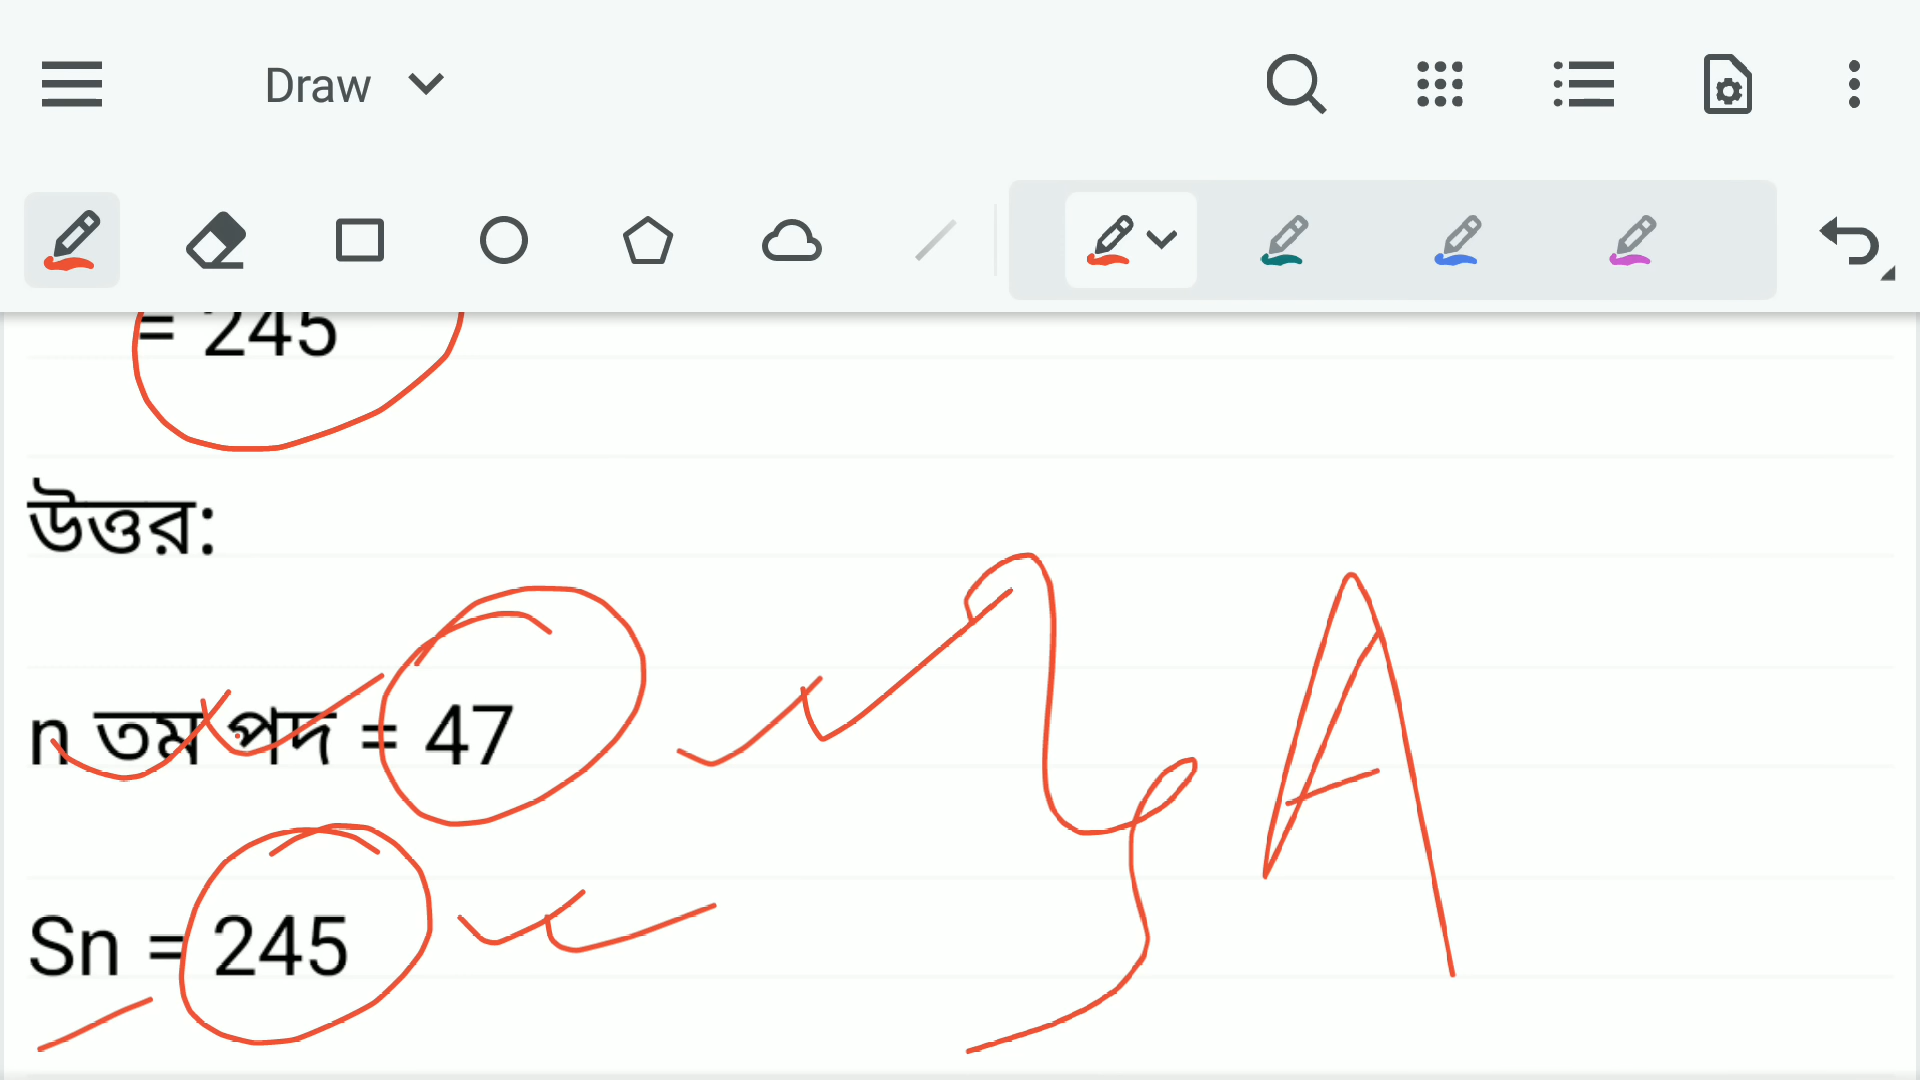 Draw
= 245
উত্তর:
n তম পদ = 47
Sn = 245
A